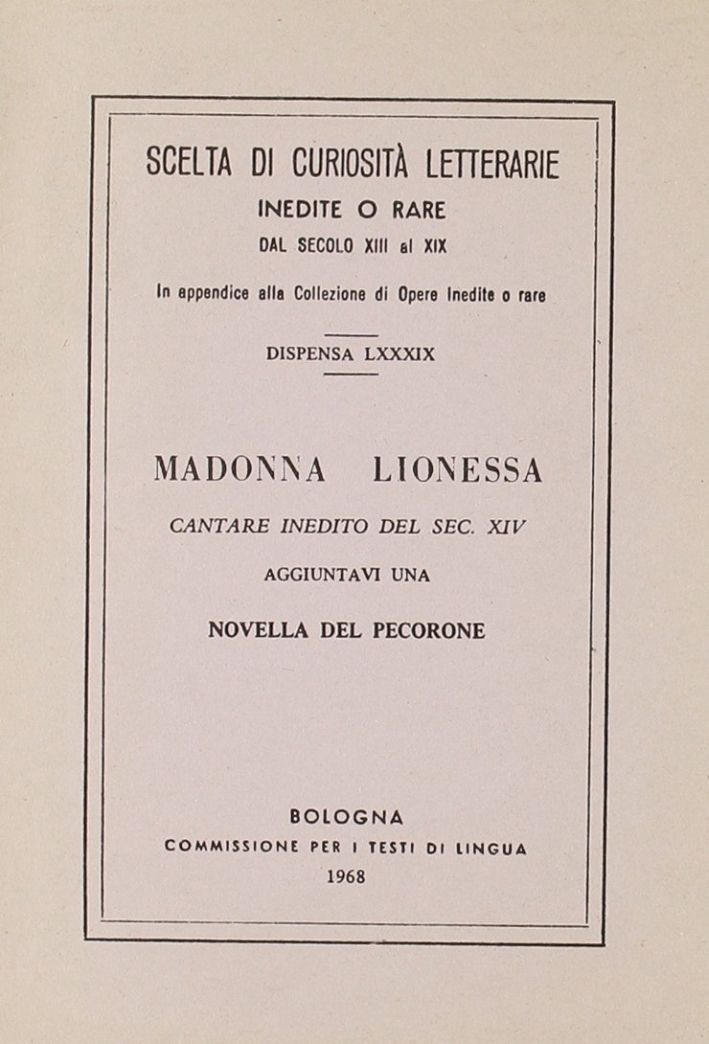 SCELTA DI CURIOSITÀ LETTERARIE
INEDITE O RARE
DAL SECOLO XIII al XIX
In appendice alla Collezione di Opere Inedite o rare
DISPENSA LXXXIX
MADONNA LIONESSA
CANTARE INEDITO DEL SEC. XIV
AGGIUNTAVI UNA
NOVELLA DEL PECORONE
BOLOGNA
COMMISSIONE PER I TESTI DI LINGUA
1968